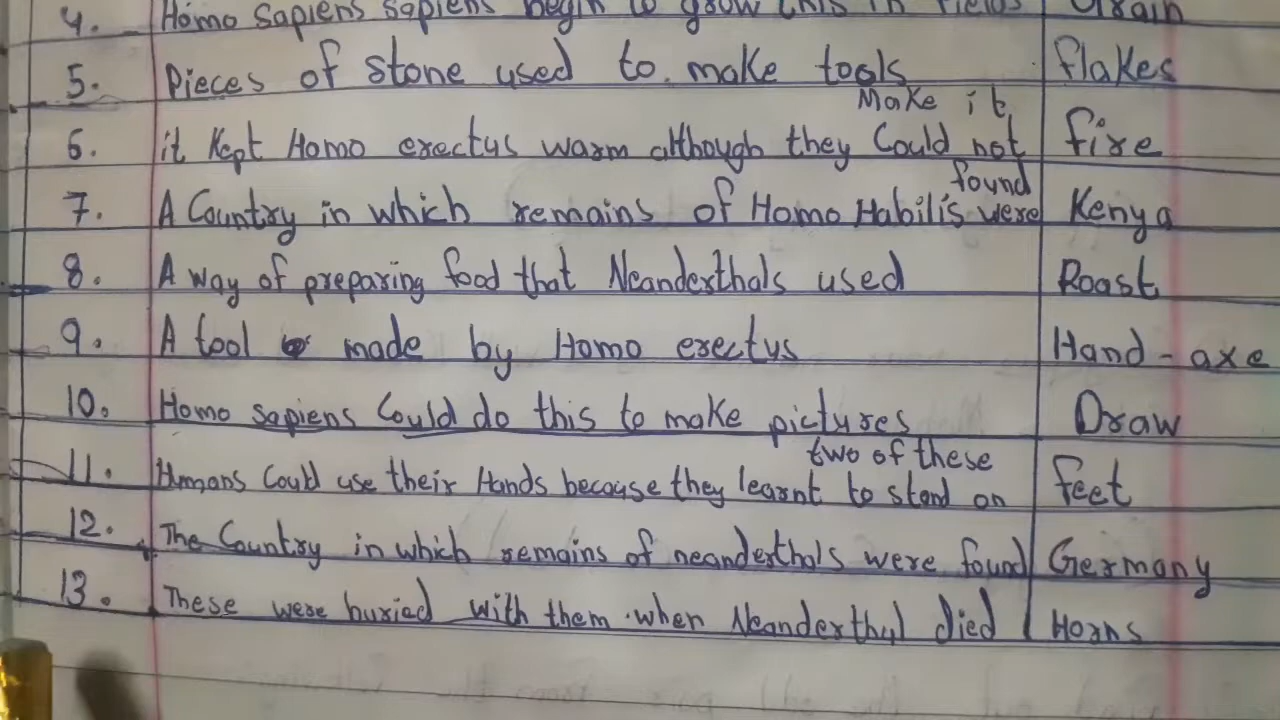 4. Homo sapiens sapiens begin to grow this in fields Grain
5. Pieces of stone used to make tools flakes
Make it
6. it Kept Homo erectus warm although they Could not fire
found
7. A Country in which remains of Homo Habilis were Kenya
8. A way of preparing food that Neanderthals used Roast
9. A tool made by Homo erectus Hand-axe
10. Homo sapiens Could do this to make pictures Draw
two of these
11. Humans Could use their Hands because they learnt to stand on feet
12. The Country in which remains of neanderthals were found Germany
13. These were buried with them when Neanderthal died Horns